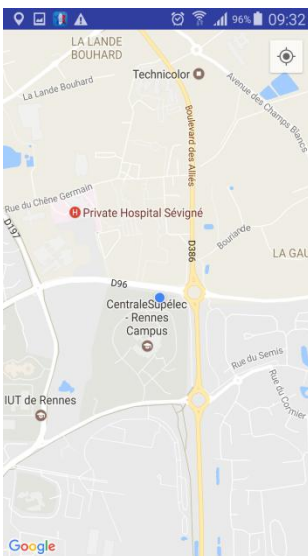 96% 09:32
LA LANDE
BOUHARD
Technicolor
La Lande Bouhard
Avenue des Champs Blancs
Boulevard des Alliés
Rue du Chêne Germain
H Private Hospital Sévigné
D197
D386
Bourlande
LA GAU
D96
CentraleSupélec
- Rennes
Campus
Rue du Semis
Rue du Cormier
IUT de Rennes
Google